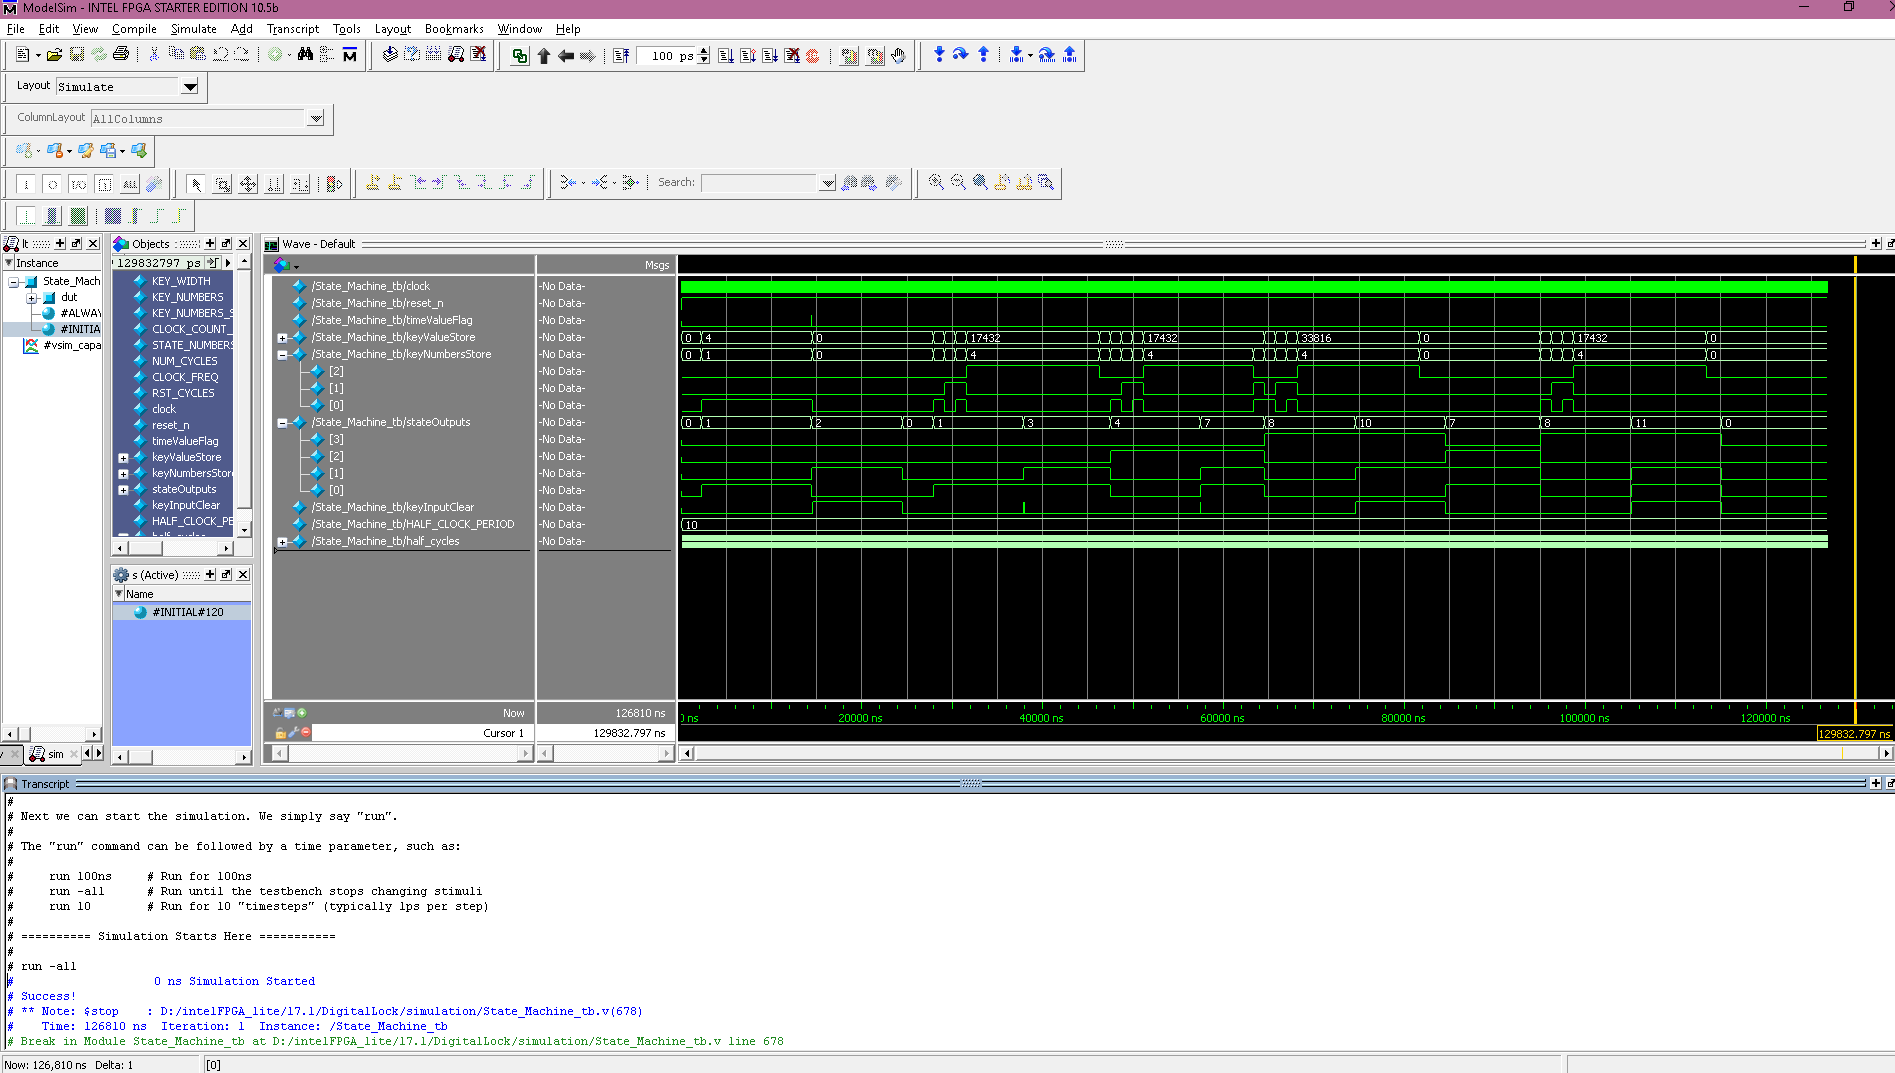 ModelSim - INTEL FPGA STARTER EDITION 10.5b
File Edit View Compile Simulate Add Transcript Tools Layout Bookmarks Window Help
100 ps
Layout Simulate
ColumnLayout AllColumns
Search:
Instance
State_Mach
dut
#ALWAY
#INITIA
#vsim_capa
sim
Objects
129832797 ps
KEY_WIDTH
KEY_NUMBERS
KEY_NUMBERS_S
CLOCK_COUNT_
STATE_NUMBERS
NUM_CYCLES
CLOCK_FREQ
RST_CYCLES
clock
reset_n
timeValueFlag
keyValueStore
keyNumbersStor
stateOutputs
keyInputClear
HALF_CLOCK_PE
s (Active)
Name
#INITIAL#120
Wave - Default
Msgs
/State_Machine_tb/clock -No Data-
/State_Machine_tb/reset_n -No Data-
/State_Machine_tb/timeValueFlag -No Data-
/State_Machine_tb/keyValueStore -No Data- 0 4 0 17432 17432 33816 0 17432 0
/State_Machine_tb/keyNumbersStore -No Data- 0 1 0 4 4 4 0 4 0
[2] -No Data-
[1] -No Data-
[0] -No Data-
/State_Machine_tb/stateOutputs -No Data- 0 1 2 0 1 3 4 7 8 10 7 8 11 0
[3] -No Data-
[2] -No Data-
[1] -No Data-
[0] -No Data-
/State_Machine_tb/keyInputClear -No Data-
/State_Machine_tb/HALF_CLOCK_PERIOD -No Data- 10
/State_Machine_tb/half_cycles -No Data-
Now 126810 ns ns 20000 ns 40000 ns 60000 ns 80000 ns 100000 ns 120000 ns
Cursor 1 129832.797 ns 129832.797 ns
Transcript
#
# Next we can start the simulation. We simply say "run".
#
# The "run" command can be followed by a time parameter, such as:
#
# run 100ns # Run for 100ns
# run -all # Run until the testbench stops changing stimuli
# run 10 # Run for 10 "timesteps" (typically 1ps per step)
#
# ========== Simulation Starts Here ===========
#
# run -all
# 0 ns Simulation Started
# Success!
# ** Note: $stop : D:/intelFPGA_lite/17.1/DigitalLock/simulation/State_Machine_tb.v(678)
# Time: 126810 ns Iteration: 1 Instance: /State_Machine_tb
# Break in Module State_Machine_tb at D:/intelFPGA_lite/17.1/DigitalLock/simulation/State_Machine_tb.v line 678
Now: 126,810 ns Delta: 1 [0]